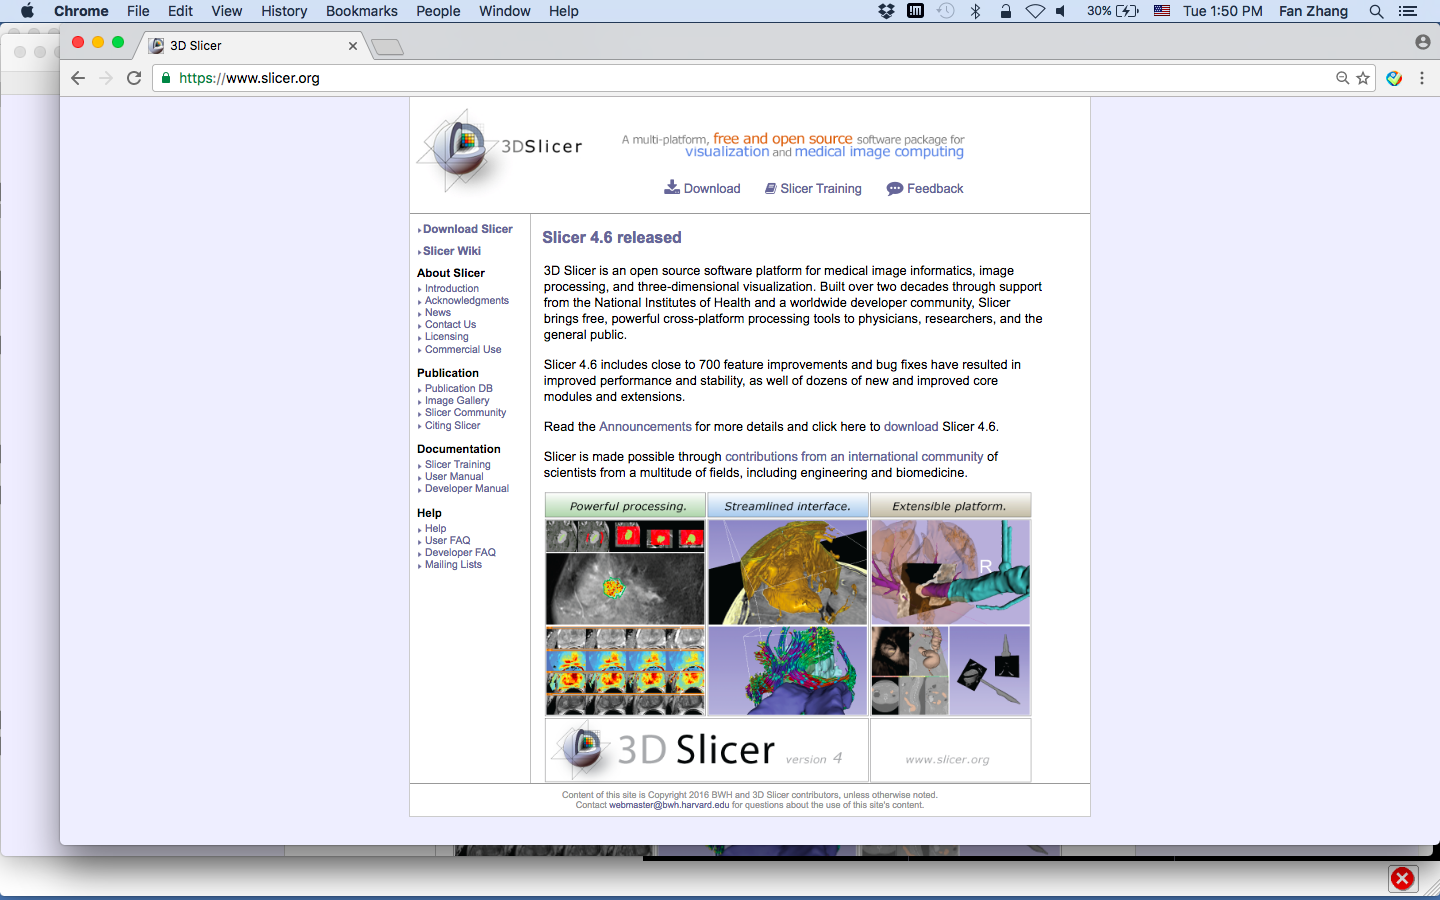 Chrome File Edit View History Bookmarks People Window Help 30% Tue 1:50 PM Fan Zhang
3D Slicer
https://www.slicer.org
3DSlicer
A multi-platform, free and open source software package for
visualization and medical image computing
Download Slicer Training Feedback
Download Slicer
Slicer Wiki
About Slicer
Introduction
Acknowledgments
News
Contact Us
Licensing
Commercial Use
Publication
Publication DB
Image Gallery
Slicer Community
Citing Slicer
Documentation
Slicer Training
User Manual
Developer Manual
Help
Help
User FAQ
Developer FAQ
Mailing Lists
Slicer 4.6 released
3D Slicer is an open source software platform for medical image informatics, image
processing, and three-dimensional visualization. Built over two decades through support
from the National Institutes of Health and a worldwide developer community, Slicer
brings free, powerful cross-platform processing tools to physicians, researchers, and the
general public.
Slicer 4.6 includes close to 700 feature improvements and bug fixes have resulted in
improved performance and stability, as well of dozens of new and improved core
modules and extensions.
Read the Announcements for more details and click here to download Slicer 4.6.
Slicer is made possible through contributions from an international community of
scientists from a multitude of fields, including engineering and biomedicine.
Powerful processing. Streamlined interface. Extensible platform.
R
3D Slicer version 4 www.slicer.org
Content of this site is Copyright 2016 BWH and 3D Slicer contributors, unless otherwise noted.
Contact webmaster@bwh.harvard.edu for questions about the use of this site's content.